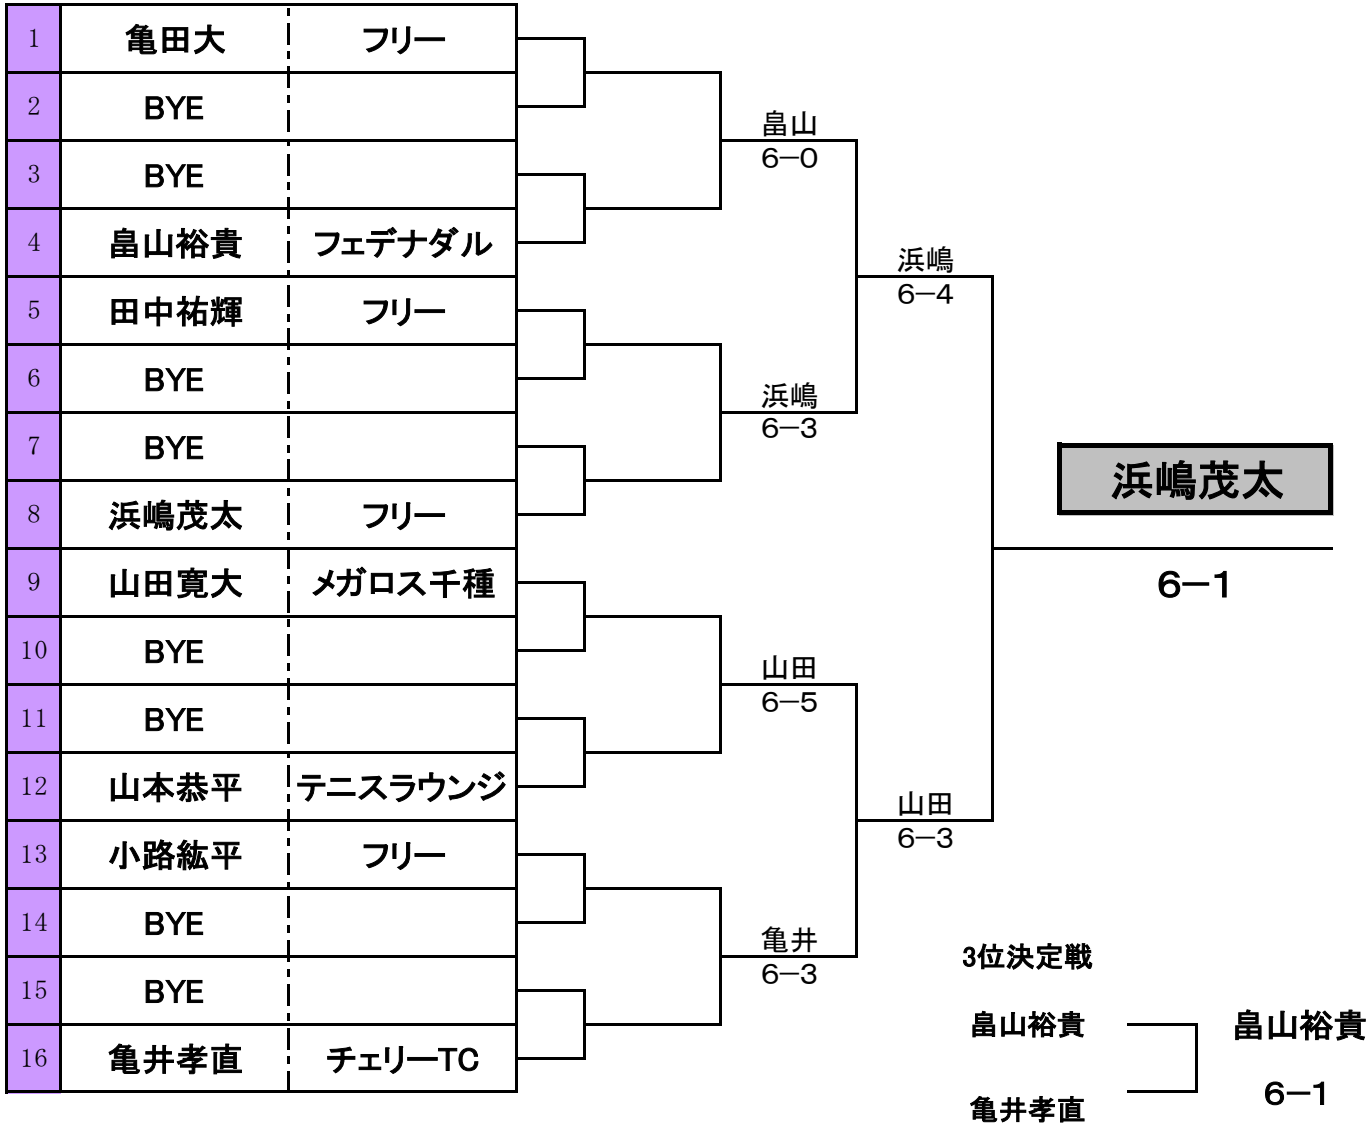 1 亀田大 フリー
2 BYE
3 BYE
4 畠山裕貴 フェデナダル
5 田中祐輝 フリー
6 BYE
7 BYE
8 浜嶋茂太 フリー
9 山田寛大 メガロス千種
10 BYE
11 BYE
12 山本恭平 テニスラウンジ
13 小路紘平 フリー
14 BYE
15 BYE
16 亀井孝直 チェリーTC
畠山
6-0
浜嶋
6-3
山田
6-5
亀井
6-3
浜嶋
6-4
山田
6-3
浜嶋茂太
6-1
3位決定戦
畠山裕貴
亀井孝直
畠山裕貴
6-1